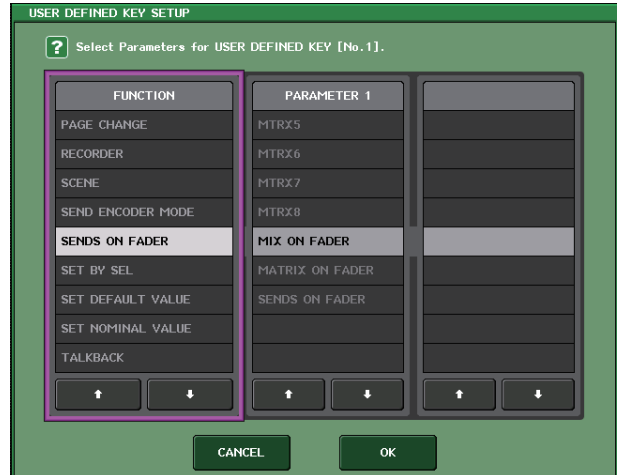 USER DEFINED KEY SETUP
? Select Parameters for USER DEFINED KEY [No.1].
FUNCTION
PAGE CHANGE
RECORDER
SCENE
SEND ENCODER MODE
SENDS ON FADER
SET BY SEL
SET DEFAULT VALUE
SET NOMINAL VALUE
TALKBACK
PARAMETER 1
MTRX5
MTRX6
MTRX7
MTRX8
MIX ON FADER
MATRIX ON FADER
SENDS ON FADER
CANCEL
OK